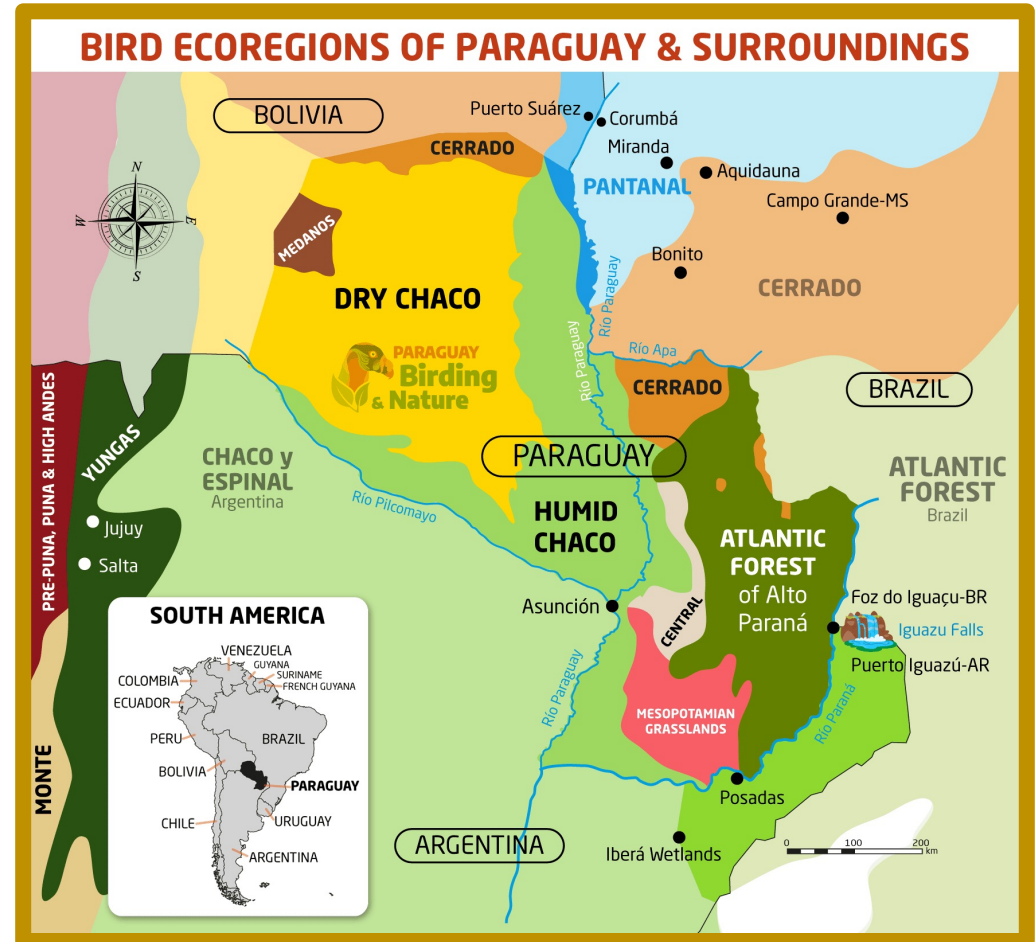 BIRD ECOREGIONS OF PARAGUAY & SURROUNDINGS
BOLIVIA
Puerto Suárez
Corumbá
CERRADO
Miranda
Aquidauna
PANTANAL
Campo Grande-MS
N
W
E
S
MEDANOS
Bonito
DRY CHACO
CERRADO
Río Paraguay
Río Paraguay
PARAGUAY
Birding
& Nature
Río Apa
CERRADO
BRAZIL
PRE-PUNA, PUNA & HIGH ANDES
YUNGAS
CHACO y
ESPINAL
Argentina
PARAGUAY
ATLANTIC
FOREST
Brazil
Río Pilcomayo
HUMID
CHACO
Jujuy
Salta
ATLANTIC
FOREST
of Alto
Paraná
Asunción
CENTRAL
Foz do Iguaçu-BR
Iguazu Falls
Puerto Iguazú-AR
Río Paraguay
MESOPOTAMIAN
GRASSLANDS
Río Paraná
MONTE
Posadas
ARGENTINA
Iberá Wetlands
0 100 200
km
SOUTH AMERICA
VENEZUELA
GUYANA
SURINAME
FRENCH GUYANA
COLOMBIA
ECUADOR
PERU
BRAZIL
BOLIVIA
PARAGUAY
CHILE
URUGUAY
ARGENTINA